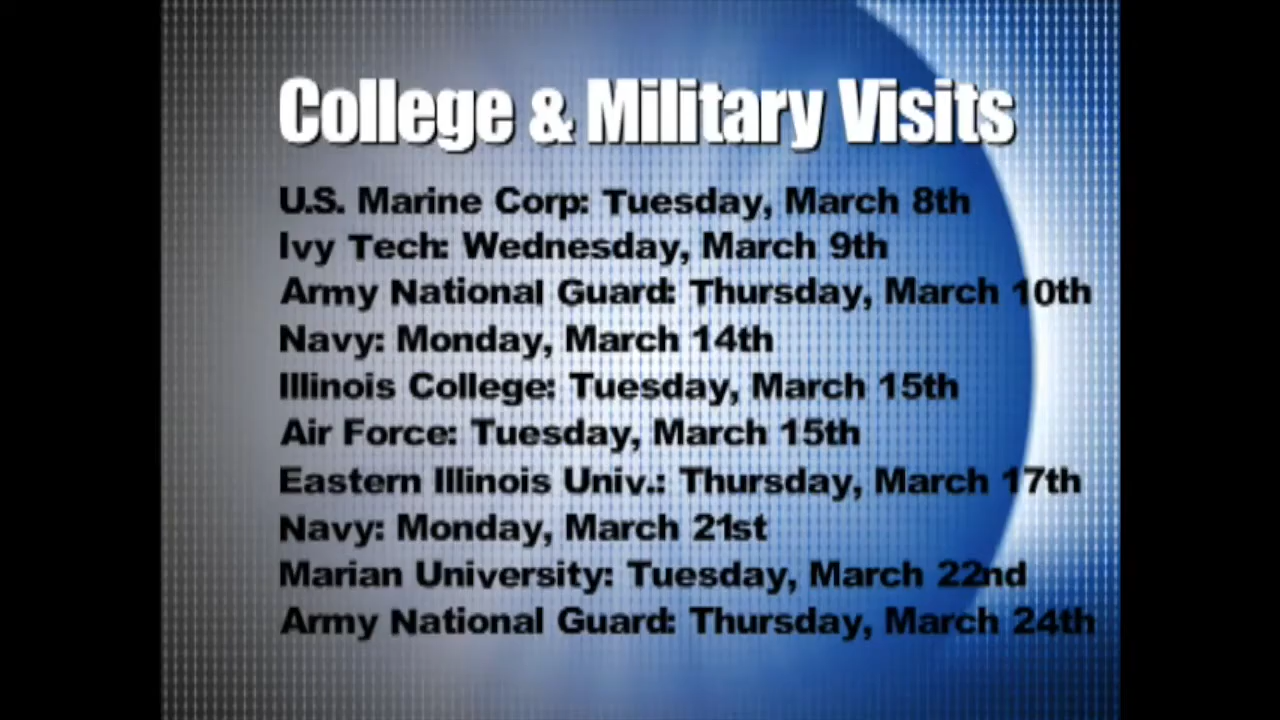 College & Military Visits
U.S. Marine Corp: Tuesday, March 8th
Ivy Tech: Wednesday, March 9th
Army National Guard: Thursday, March 10th
Navy: Monday, March 14th
Illinois College: Tuesday, March 15th
Air Force: Tuesday, March 15th
Eastern Illinois Univ.: Thursday, March 17th
Navy: Monday, March 21st
Marian University: Tuesday, March 22nd
Army National Guard: Thursday, March 24th